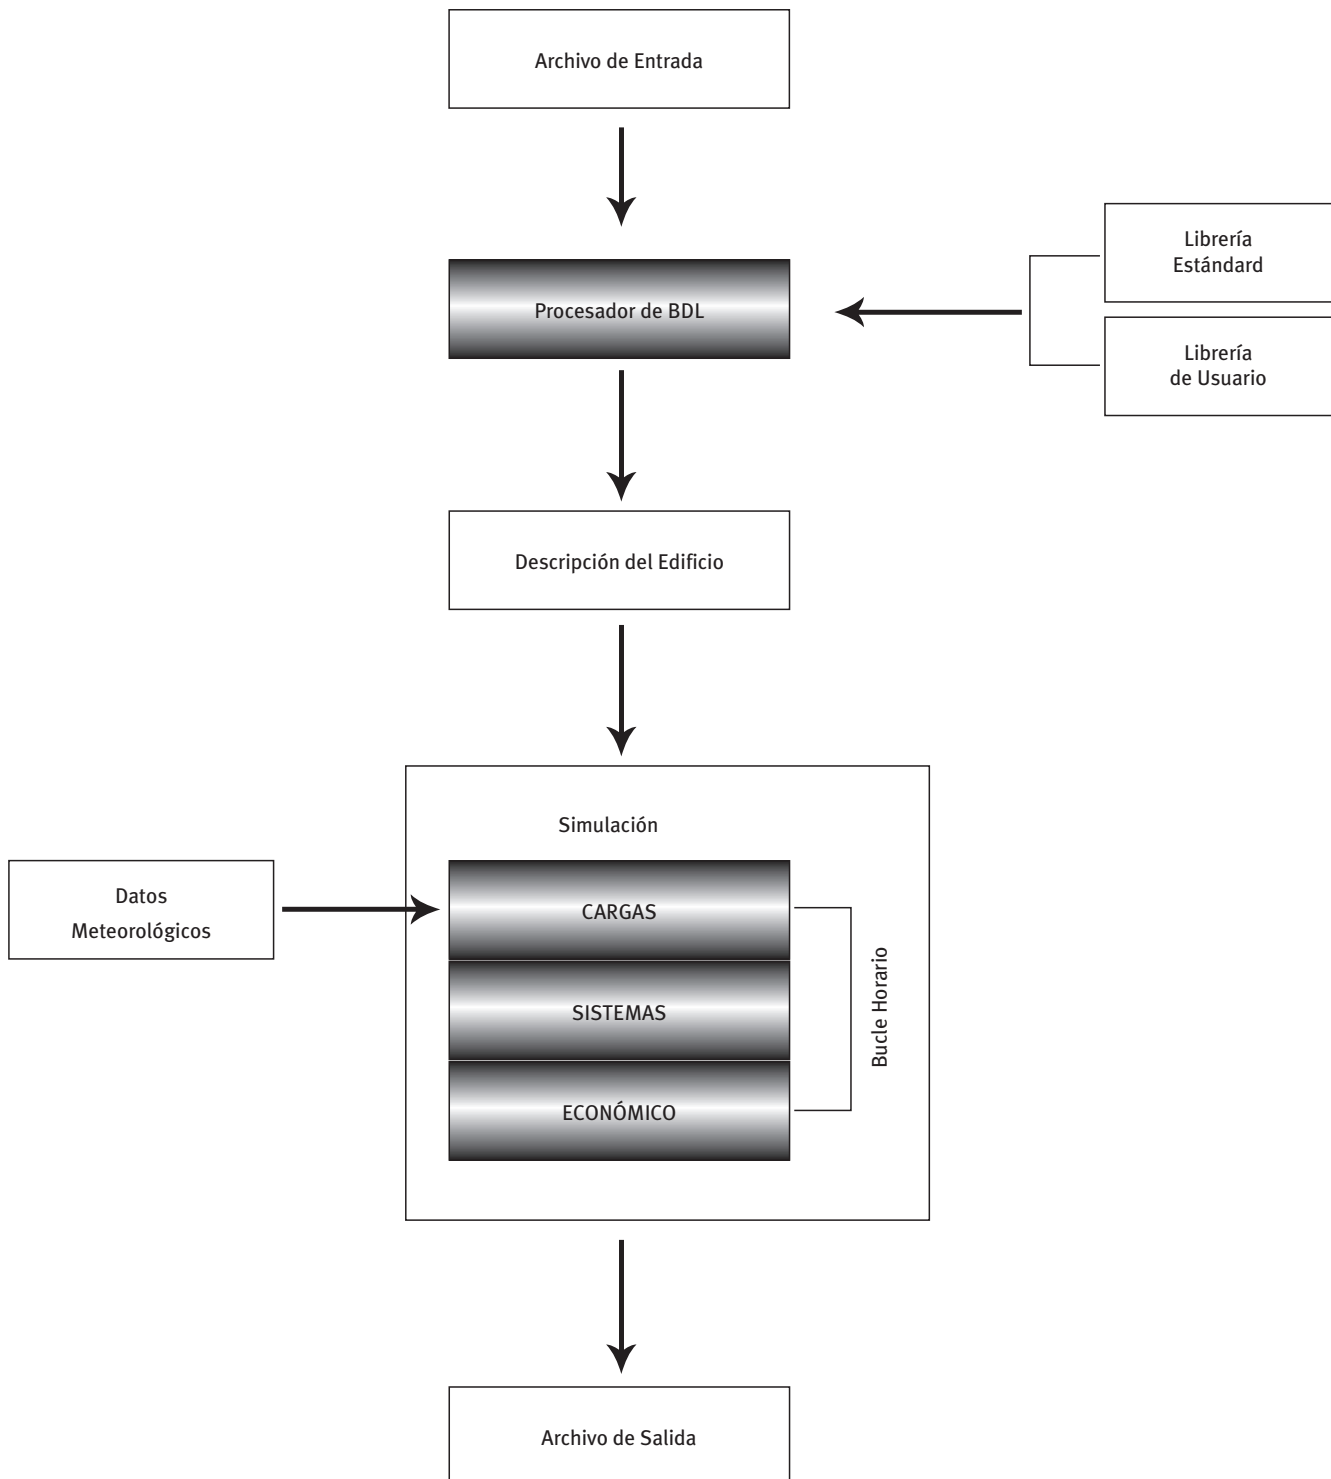 Archivo de Entrada
Librería
Estándard
Procesador de BDL
Librería
de Usuario
Descripción del Edificio
Simulación
Datos
Meteorológicos
CARGAS
SISTEMAS
ECONÓMICO
Bucle Horario
Archivo de Salida